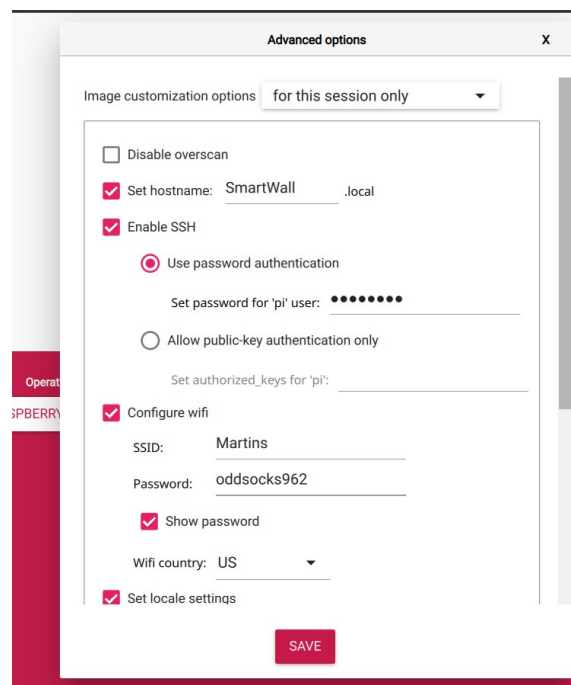 Advanced options X
Image customization options for this session only
Disable overscan
Set hostname: SmartWall .local
Enable SSH
Use password authentication
Set password for 'pi' user: ••••••••
Allow public-key authentication only
Operat
Set authorized_keys for 'pi':
SPBERRY
Configure wifi
SSID: Martins
Password: oddsocks962
Show password
Wifi country: US
Set locale settings
SAVE